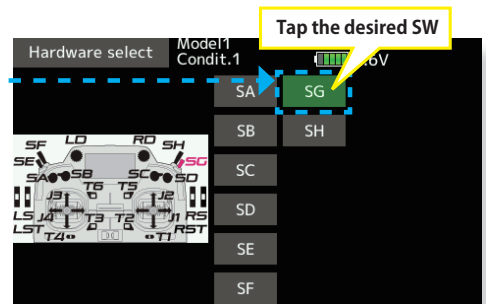 Tap the desired SW
Hardware select
Model1
Condit.1
.6V
SA SG
SB SH
SC
SD
SE
SF
SF LD RD SH
SE SG
SA SB SC SD
T6 T5
J3 J2
LS J4 T3 T2 J1 RS
LST T4 T1 RST